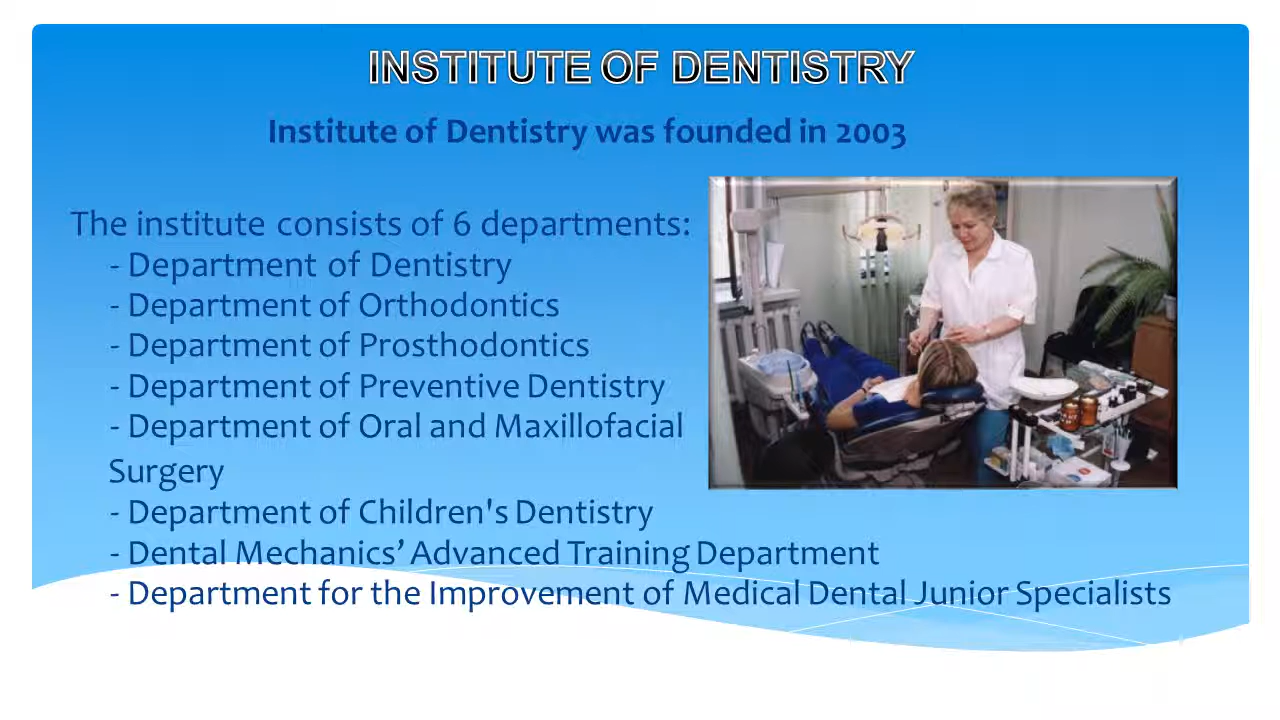 INSTITUTE OF DENTISTRY
Institute of Dentistry was founded in 2003
The institute consists of 6 departments:
- Department of Dentistry
- Department of Orthodontics
- Department of Prosthodontics
- Department of Preventive Dentistry
- Department of Oral and Maxillofacial
Surgery
- Department of Children's Dentistry
- Dental Mechanics’ Advanced Training Department
- Department for the Improvement of Medical Dental Junior Specialists